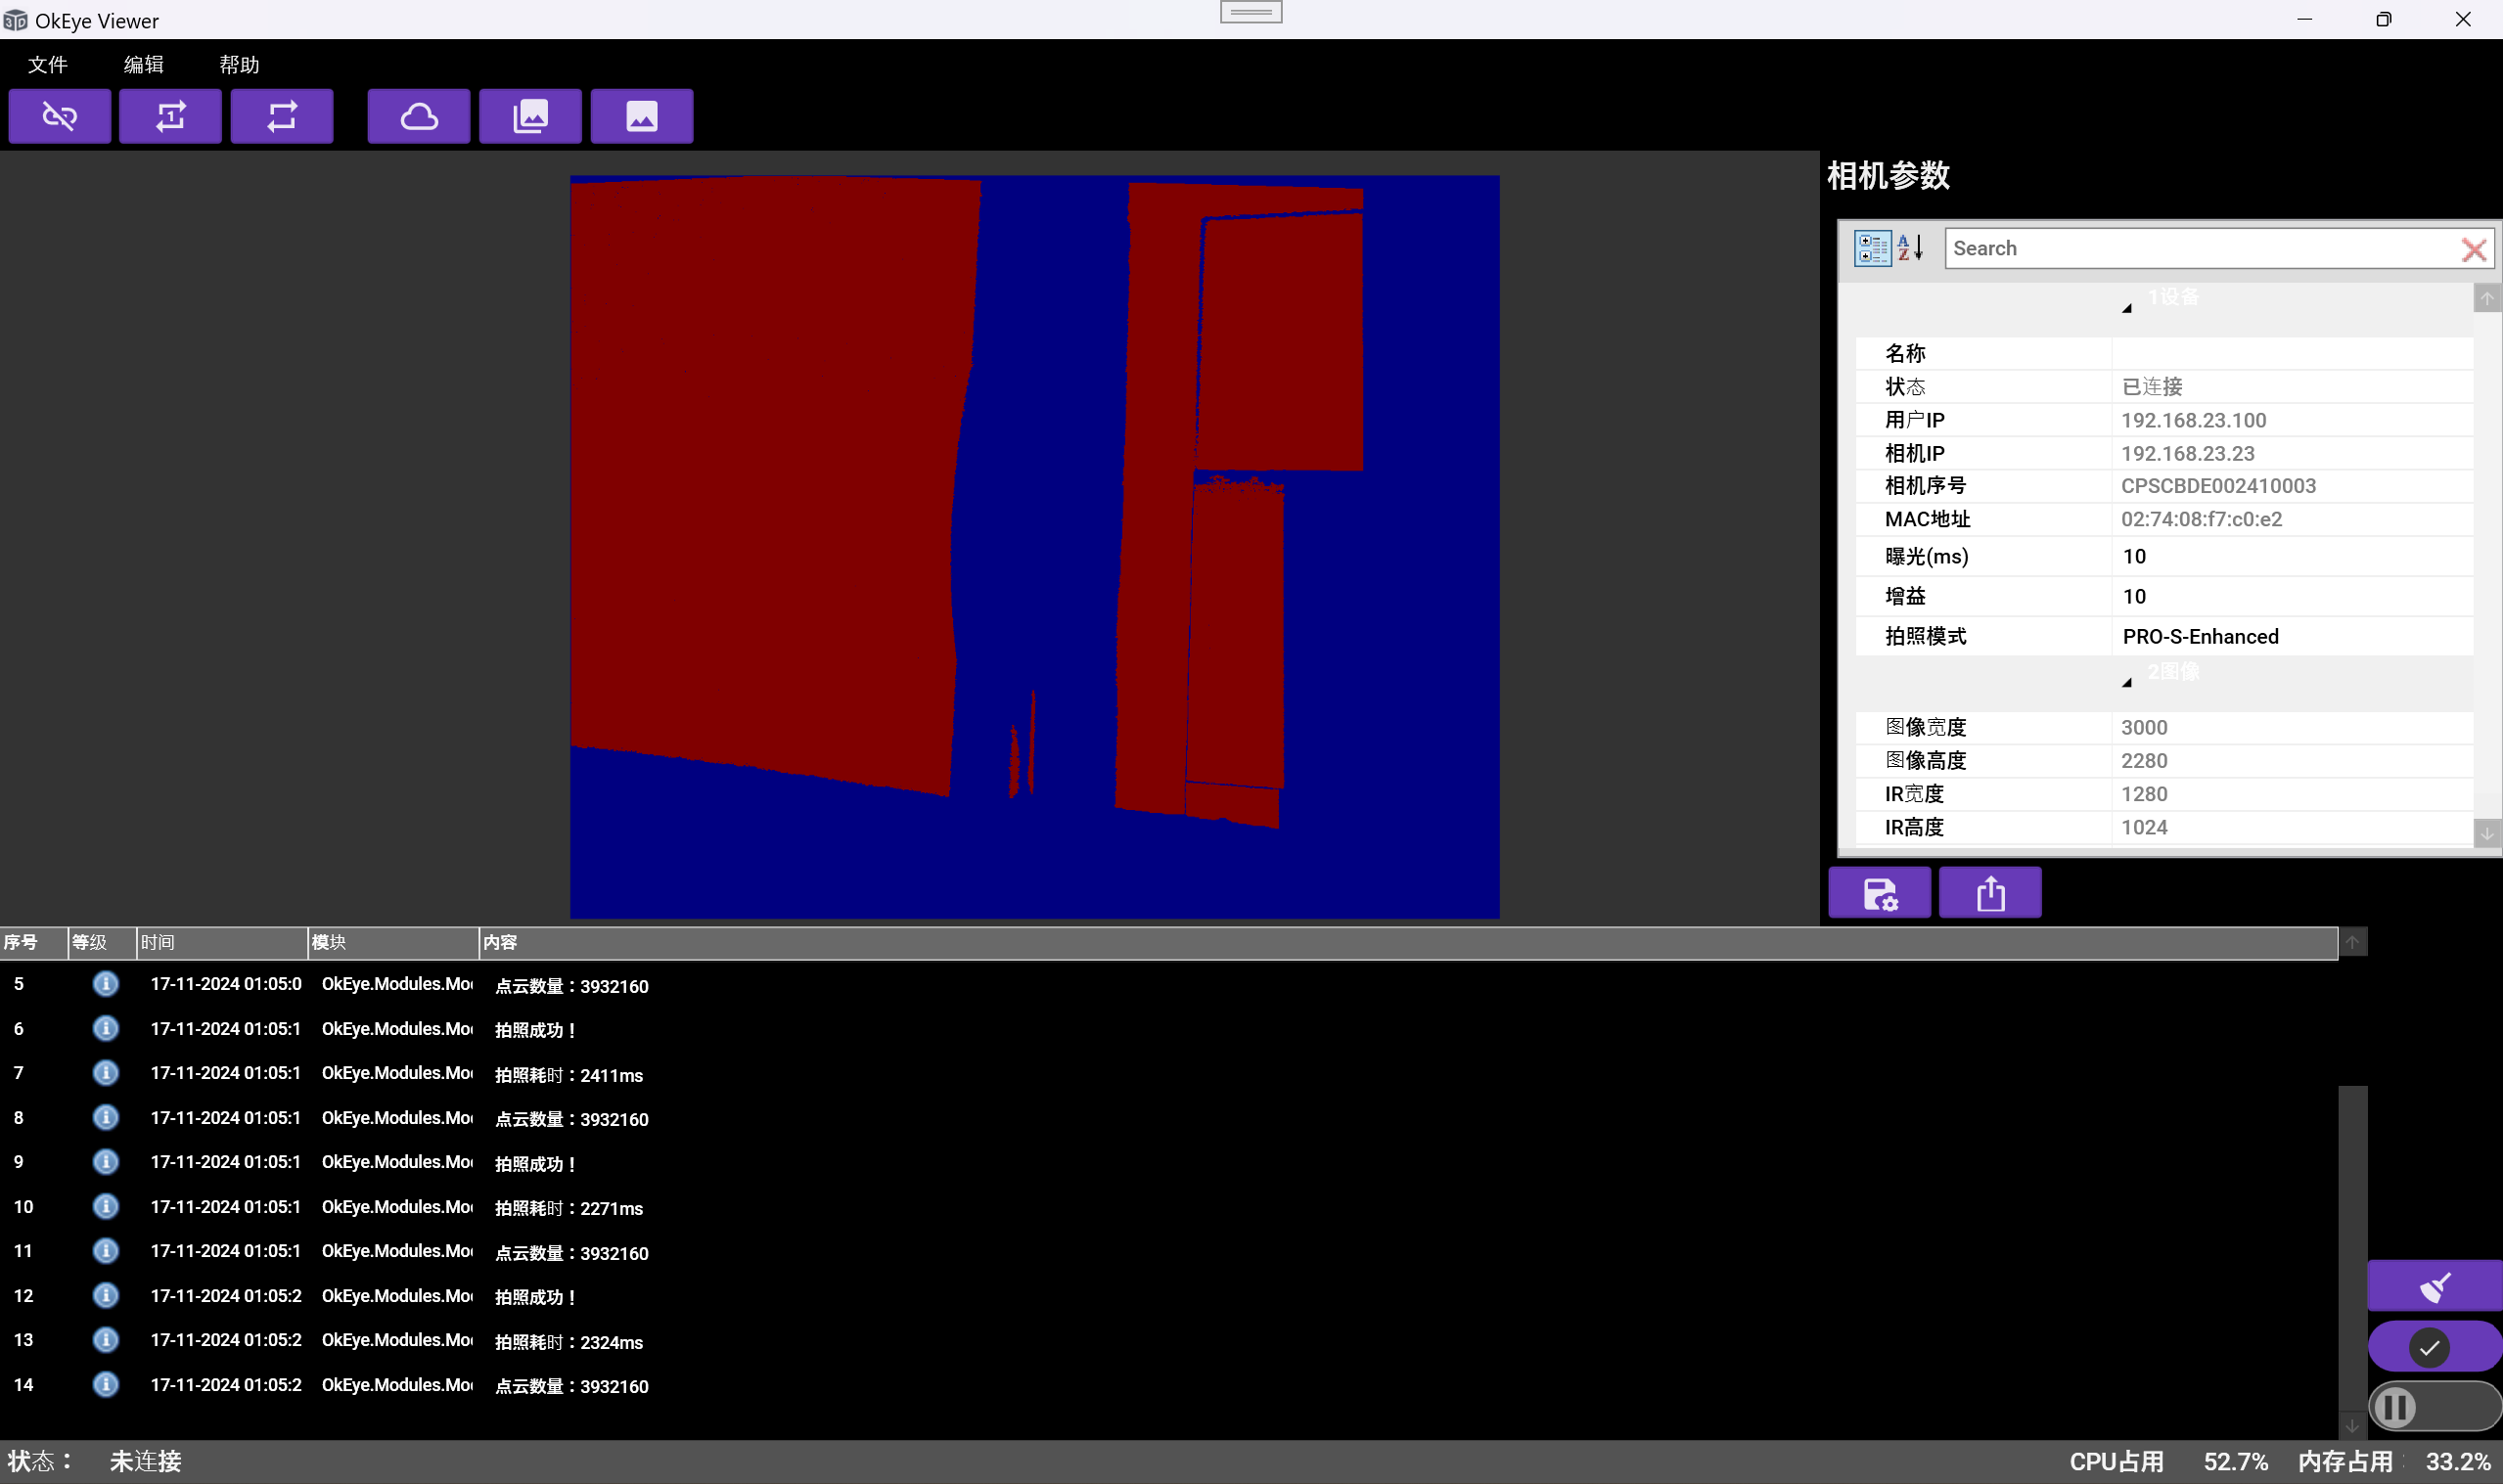 OkEye Viewer
文件 编辑 帮助
相机参数
Search
1设备
名称
状态 已连接
用户IP 192.168.23.100
相机IP 192.168.23.23
相机序号 CPSCBDE002410003
MAC地址 02:74:08:f7:c0:e2
曝光(ms) 10
增益 10
拍照模式 PRO-S-Enhanced
2图像
图像宽度 3000
图像高度 2280
IR宽度 1280
IR高度 1024
序号 等级 时间 模块 内容
5 17-11-2024 01:05:0 OkEye.Modules.Mo 点云数量：3932160
6 17-11-2024 01:05:1 OkEye.Modules.Mo 拍照成功！
7 17-11-2024 01:05:1 OkEye.Modules.Mo 拍照耗时：2411ms
8 17-11-2024 01:05:1 OkEye.Modules.Mo 点云数量：3932160
9 17-11-2024 01:05:1 OkEye.Modules.Mo 拍照成功！
10 17-11-2024 01:05:1 OkEye.Modules.Mo 拍照耗时：2271ms
11 17-11-2024 01:05:1 OkEye.Modules.Mo 点云数量：3932160
12 17-11-2024 01:05:2 OkEye.Modules.Mo 拍照成功！
13 17-11-2024 01:05:2 OkEye.Modules.Mo 拍照耗时：2324ms
14 17-11-2024 01:05:2 OkEye.Modules.Mo 点云数量：3932160
状态： 未连接 CPU占用 52.7% 内存占用： 33.2%